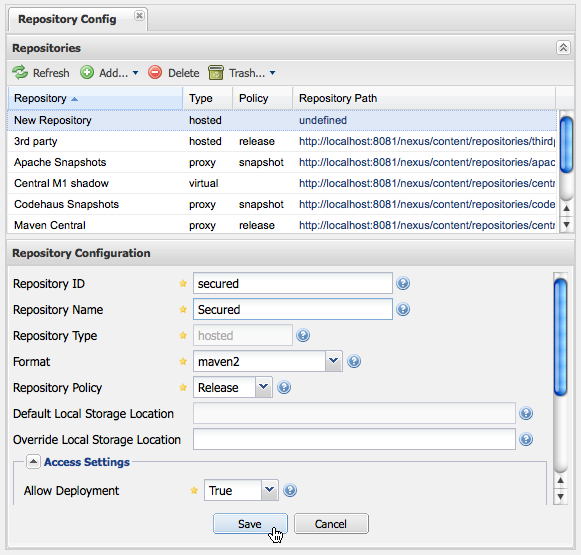 Repository Config
Repositories
Refresh Add... Delete Trash...
Repository Type Policy Repository Path
New Repository hosted undefined
3rd party hosted release http://localhost:8081/nexus/content/repositories/third
Apache Snapshots proxy snapshot http://localhost:8081/nexus/content/repositories/apac
Central M1 shadow virtual http://localhost:8081/nexus/content/repositories/centr
Codehaus Snapshots proxy snapshot http://localhost:8081/nexus/content/repositories/code
Maven Central proxy release http://localhost:8081/nexus/content/repositories/centr
Repository Configuration
Repository ID secured
Repository Name Secured
Repository Type hosted
Format maven2
Repository Policy Release
Default Local Storage Location
Override Local Storage Location
Access Settings
Allow Deployment True
Save Cancel